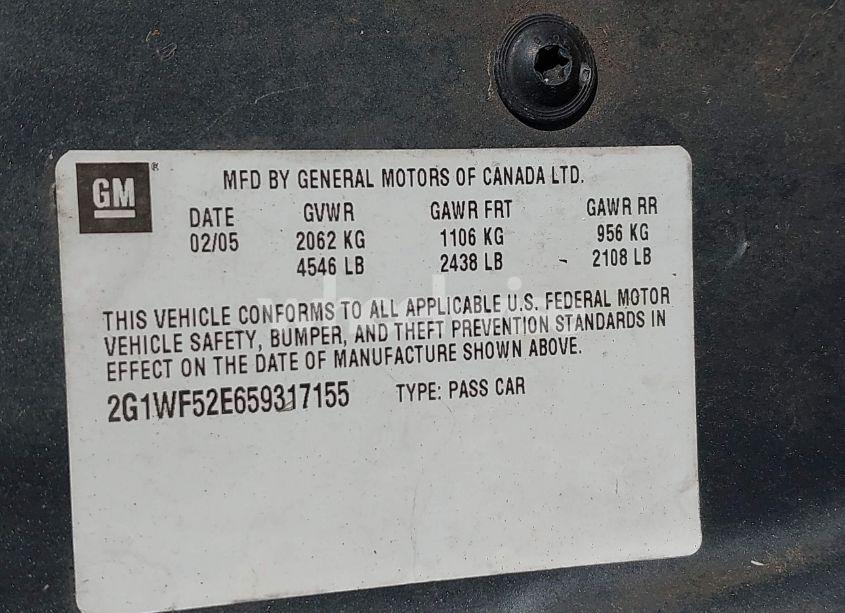 GM ®
MFD BY GENERAL MOTORS OF CANADA LTD.
DATE GVWR GAWR FRT GAWR RR
02/05 2062 KG 1106 KG 956 KG
4546 LB 2438 LB 2108 LB
THIS VEHICLE CONFORMS TO ALL APPLICABLE U.S. FEDERAL MOTOR
VEHICLE SAFETY, BUMPER, AND THEFT PREVENTION STANDARDS IN
EFFECT ON THE DATE OF MANUFACTURE SHOWN ABOVE.
2G1WF52E659317155 TYPE: PASS CAR